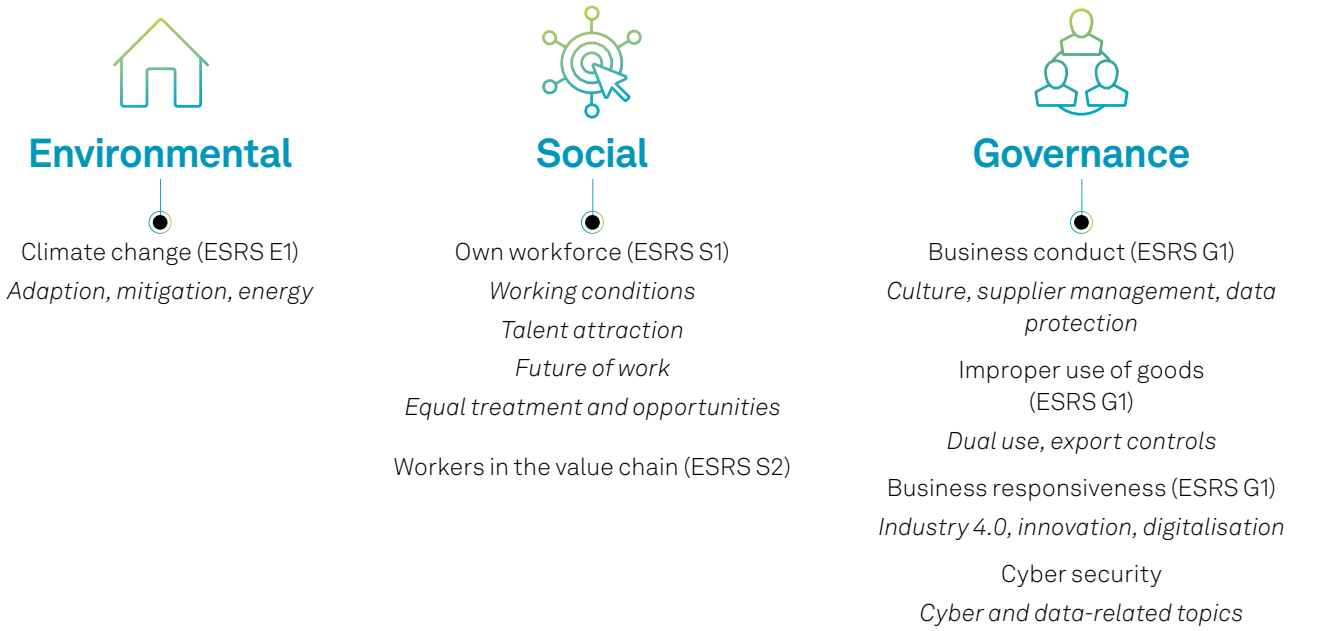 Environmental
Climate change (ESRS E1)
Adaption, mitigation, energy
Social
Own workforce (ESRS S1)
Working conditions
Talent attraction
Future of work
Equal treatment and opportunities
Workers in the value chain (ESRS S2)
Governance
Business conduct (ESRS G1)
Culture, supplier management, data
protection
Improper use of goods
(ESRS G1)
Dual use, export controls
Business responsiveness (ESRS G1)
Industry 4.0, innovation, digitalisation
Cyber security
Cyber and data-related topics